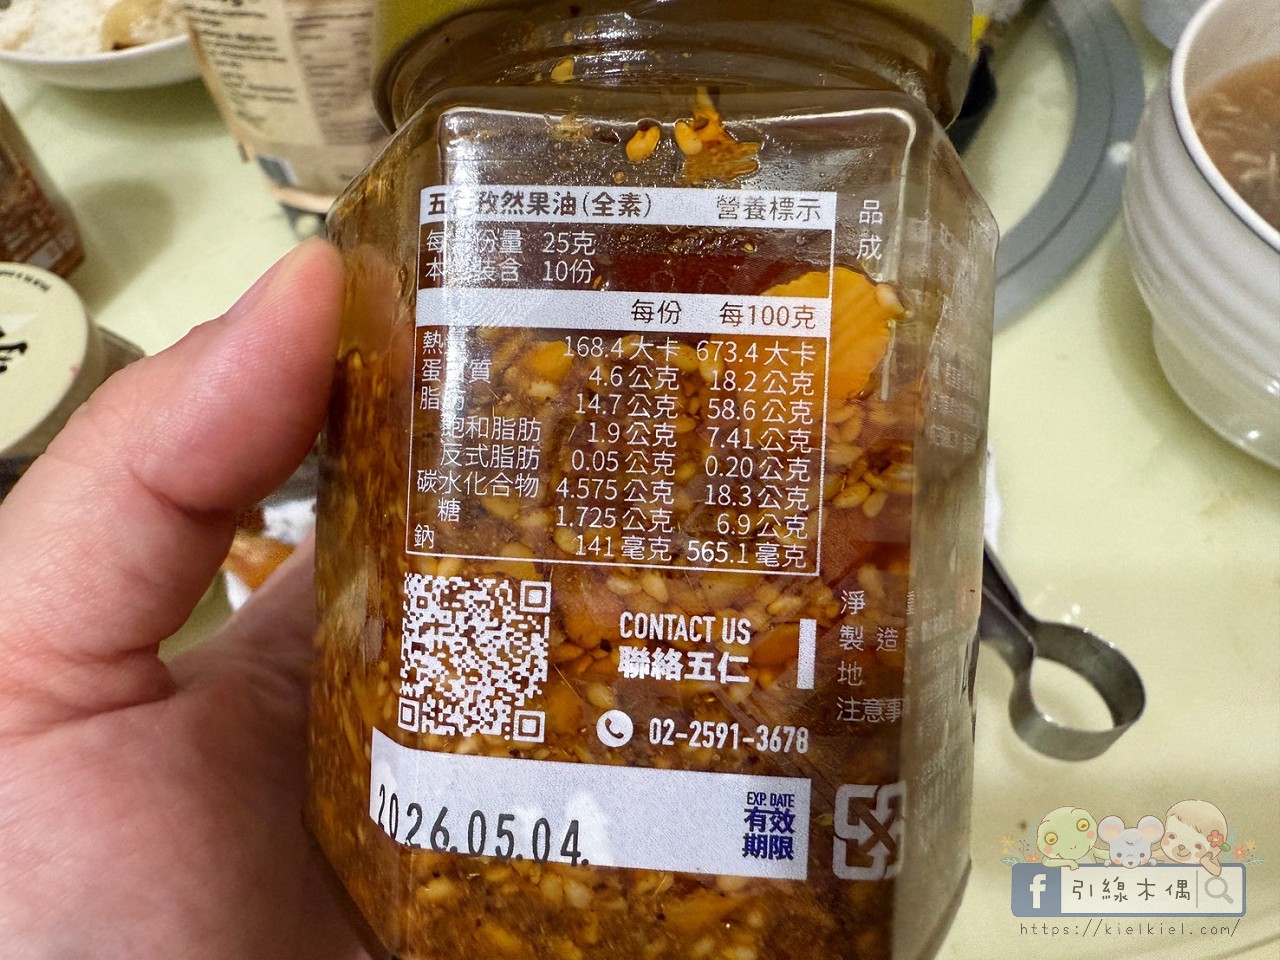 五 孜然果油(全素) 營養標示
每 份量 25克
本 裝含 10份
每份 每100克
熱 168.4大卡 673.4大卡
蛋 質 4.6公克 18.2公克
脂 14.7公克 58.6公克
飽和脂肪 1.9公克 7.41公克
反式脂肪 0.05公克 0.20公克
碳水化合物 4.575公克 18.3公克
糖 1.725公克 6.9公克
鈉 141毫克 565.1毫克
CONTACT US
聯絡五仁
02-2591-3678
2026.05.04.
EXP. DATE
有效
期限
品
成
淨
製造
地
注意事
f 引線木偶
https://kielkiel.com/